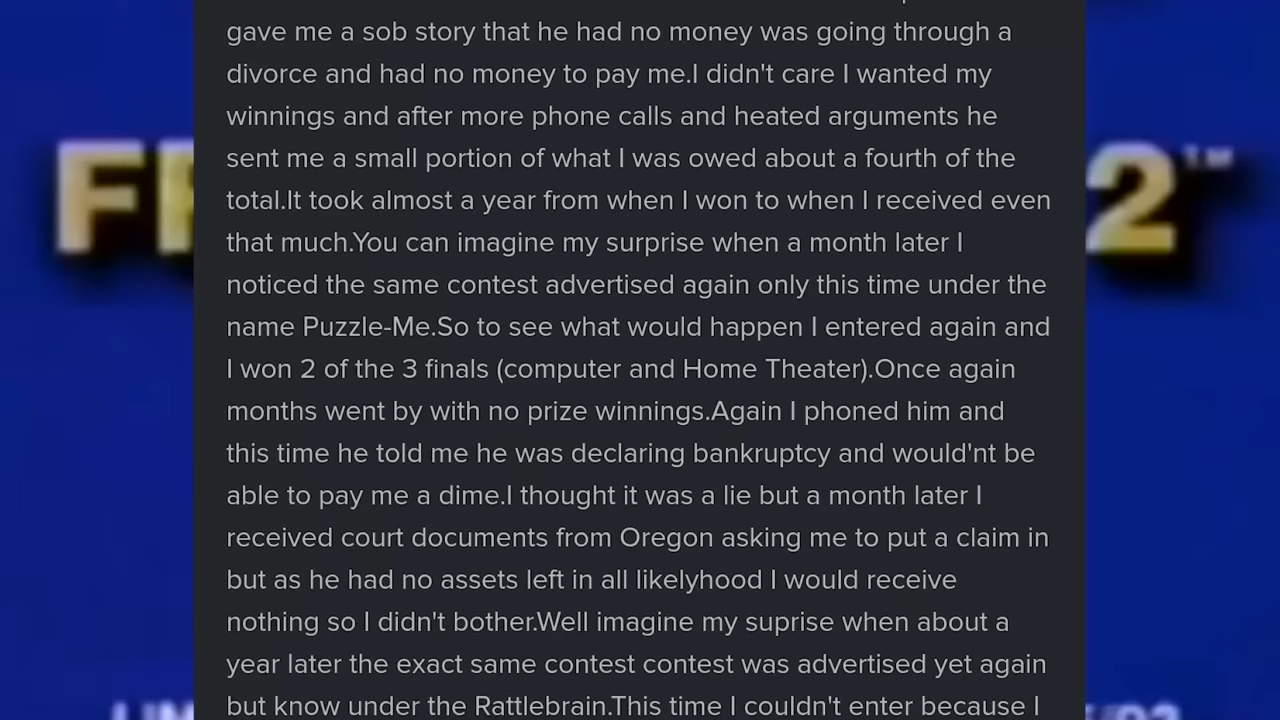 gave me a sob story that he had no money was going through a
divorce and had no money to pay me.I didn't care I wanted my
winnings and after more phone calls and heated arguments he
sent me a small portion of what I was owed about a fourth of the
total.It took almost a year from when I won to when I received even
that much.You can imagine my surprise when a month later I
noticed the same contest advertised again only this time under the
name Puzzle-Me.So to see what would happen I entered again and
I won 2 of the 3 finals (computer and Home Theater).Once again
months went by with no prize winnings.Again I phoned him and
this time he told me he was declaring bankruptcy and would'nt be
able to pay me a dime.I thought it was a lie but a month later I
received court documents from Oregon asking me to put a claim in
but as he had no assets left in all likelyhood I would receive
nothing so I didn't bother.Well imagine my suprise when about a
year later the exact same contest contest was advertised yet again
but know under the Rattlebrain.This time I couldn't enter because I
2™